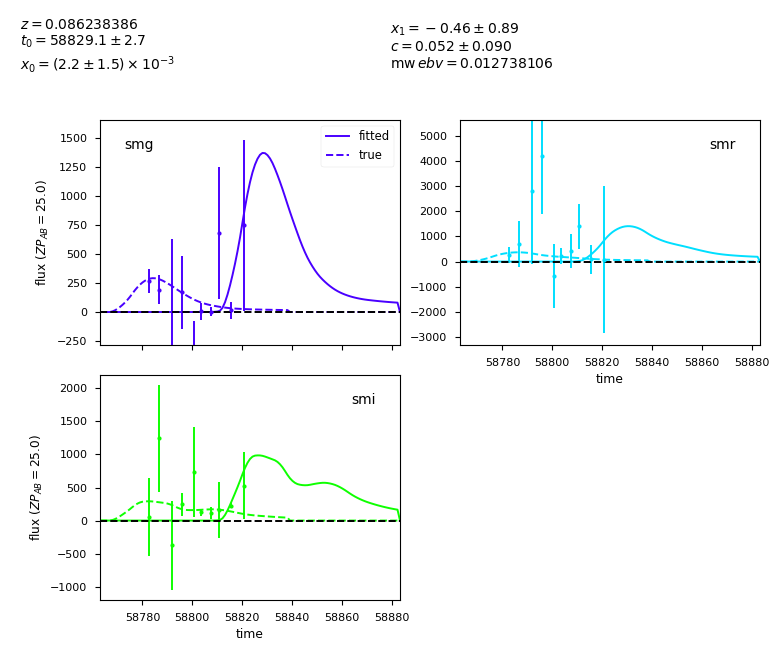 z = 0.086238386
t₀ = 58829.1 ± 2.7
x₀ = (2.2 ± 1.5) × 10⁻³
x₁ = −0.46 ± 0.89
c = 0.052 ± 0.090
mw ebv = 0.012738106
smg
fitted
true
1500
1250
1000
750
500
250
0
−250
flux (ZP_AB = 25.0)
smr
5000
4000
3000
2000
1000
0
−1000
−2000
−3000
58780 58800 58820 58840 58860 58880
time
smi
2000
1500
1000
500
0
−500
−1000
flux (ZP_AB = 25.0)
58780 58800 58820 58840 58860 58880
time